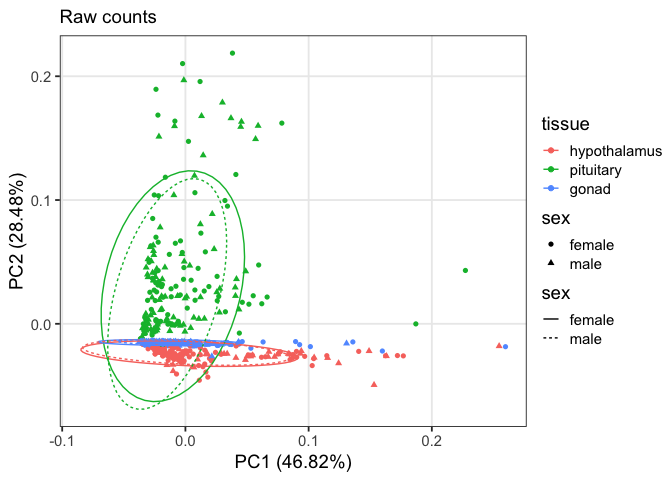 Raw counts
0.2
0.1
0.0
-0.1
0.0
0.1
0.2
PC2 (28.48%)
PC1 (46.82%)
tissue
hypothalamus
pituitary
gonad
sex
female
male
sex
female
male